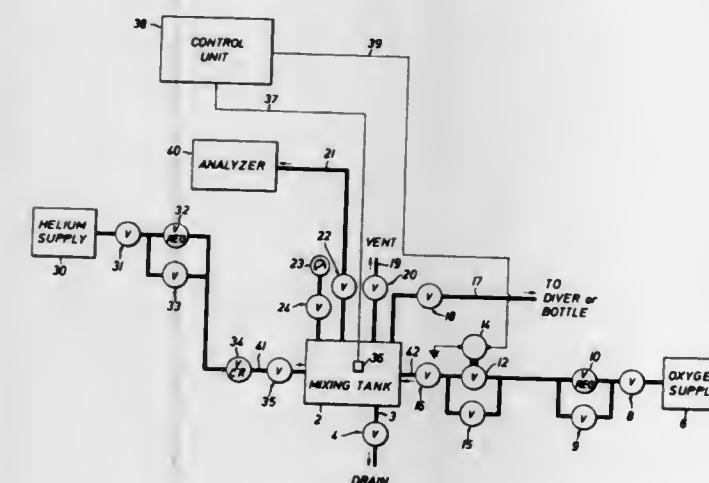 38
CONTROL
UNIT
39
37
40
ANALYZER
21
HELIUM
SUPPLY
30
V
31
32
V
REG
V
33
23
22
V
24
V
VENT
19
V
20
17
V
18
TO
DIVER or
BOTTLE
14
34
V
CR
41
V
35
36
MIXING TANK
2
42
V
16
V
12
V
15
10
V
REG
V
9
V
8
OXYGEN
SUPPLY
6
3
4
V
DRAIN